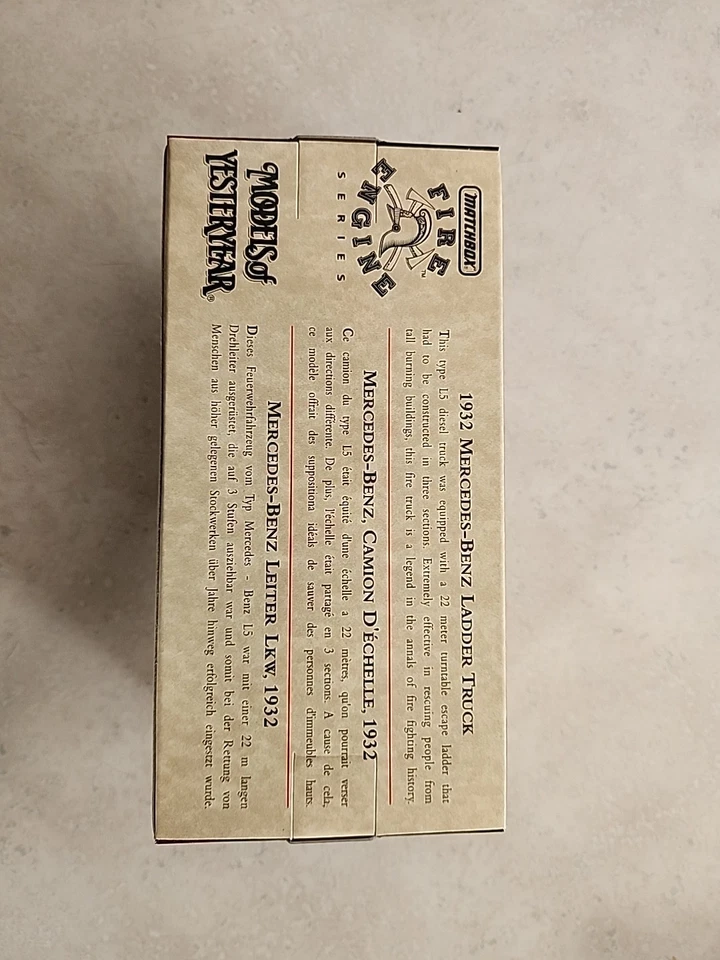 MATCHBOX
FIRE
ENGINE
SERIES
MODELS of
YESTERYEAR®
1932 MERCEDES-BENZ LADDER TRUCK
This type L5 diesel truck was equipped with a 22 meter turntable escape ladder that
had to be constructed in three sections. Extremely effective in rescuing people from
tall burning buildings, this fire truck is a legend in the annals of fire fighting history.
MERCEDES-BENZ, CAMION D'ÉCHELLE, 1932
Ce camion du type L5 était équité d'une échelle a 22 mètres, qu'on pourrait verser
aux directions différente. De plus, l'échelle était partagé en 3 sections. A cause de cela,
ce modèle offrait des suppositiona idéals de sauver des personnes d'immeubles hauts.
MERCEDES-BENZ LEITER LKW, 1932
Dieses Feuerwehrfahrzeug vom Typ Mercedes - Benz L5 war mit einer 22 m langen
Drehleiter ausgerüstet, die auf 3 Stufen ausziehbar war und somit bei der Rettung von
Menschen aus höher gelegenen Stockwerken über Jahre hinweg erfolgreich eingesetzt wurde.